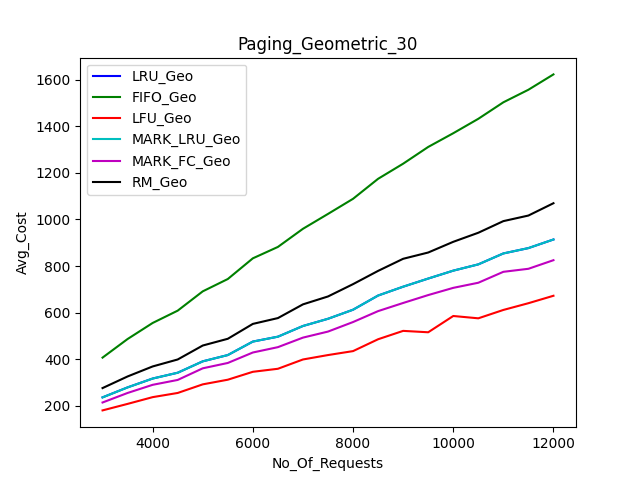 Paging_Geometric_30
LRU_Geo
FIFO_Geo
LFU_Geo
MARK_LRU_Geo
MARK_FC_Geo
RM_Geo
Avg_Cost
1600
1400
1200
1000
800
600
400
200
4000 6000 8000 10000 12000
No_Of_Requests